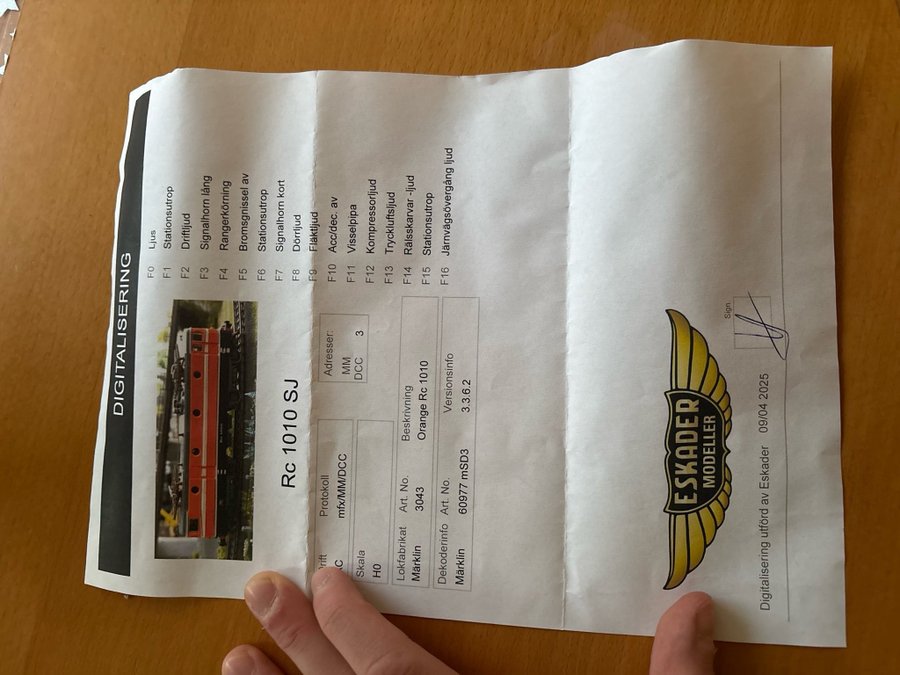 DIGITALISERING
Rc 1010 SJ
F0 Ljus
F1 Stationsutrop
F2 Driftljud
F3 Signalhorn lång
F4 Rangerkörning
F5 Bromsgnissel av
F6 Stationsutrop
F7 Signalhorn kort
F8 Dörrljud
F9 Fläktljud
F10 Acc/dec. av
F11 Visselpipa
F12 Kompressorljud
F13 Tryckluftsljud
F14 Rälsskarvar -ljud
F15 Stationsutrop
F16 Järnvägsövergång ljud
Protokoll
mfx/MM/DCC
Adresser:
MM
DCC 3
Skala
H0
Lokfabrikat Art. No. Beskrivning
Märklin 3043 Orange Rc 1010
Dekoderinfo Art. No. Versionsinfo
Märklin 60977 mSD3 3.3.6.2
ESKADER
MODELLER
Sign
Digitalisering utförd av Eskader 09/04 2025